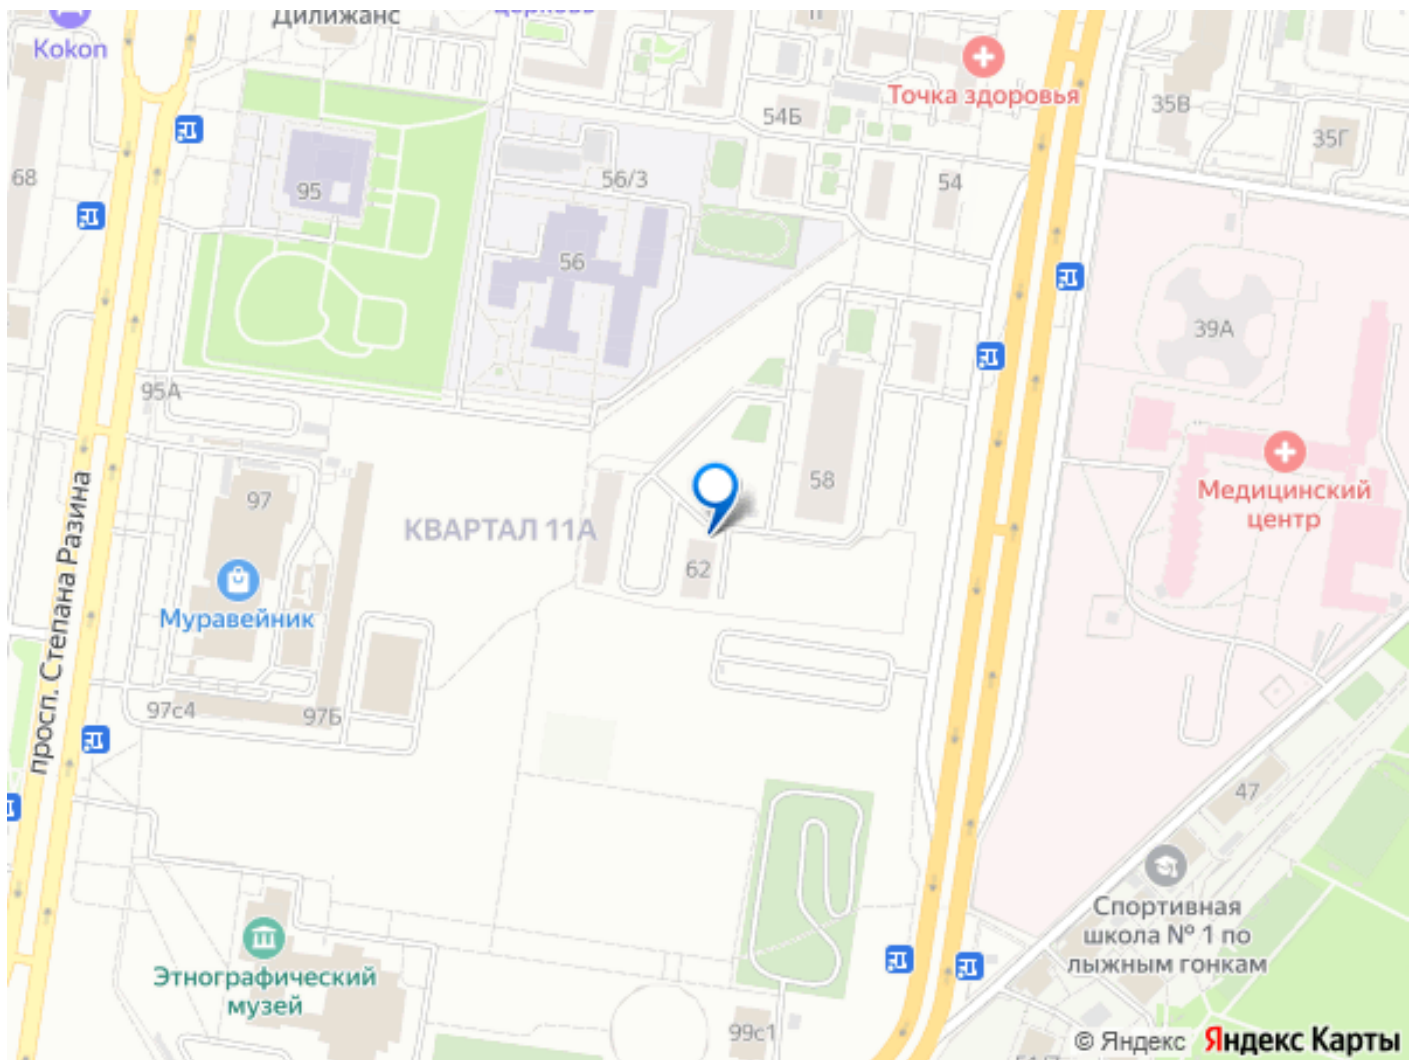 Дилижанс
Kokon
Точка здоровья
35В
54Б
35Г
68
95
56/3
54
56
39А
95А
58
97
Медицинский
центр
КВАРТАЛ 11А
62
Муравейник
просп. Степана Разина
97с4
97Б
47
Спортивная
школа № 1 по
лыжным гонкам
Этнографический
музей
99с1
© Яндекс Яндекс Карты